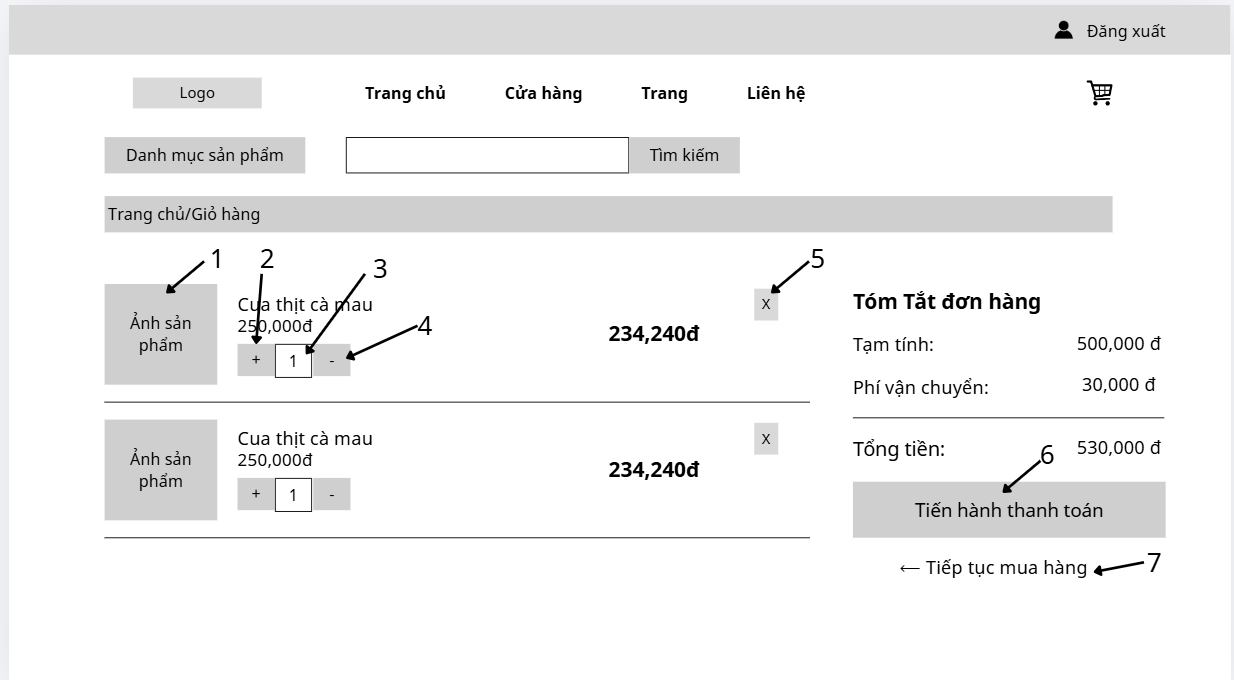 Đăng xuất
Logo
Trang chủ
Cửa hàng
Trang
Liên hệ
Danh mục sản phẩm
Tìm kiếm
Trang chủ/Giỏ hàng
1
2
3
4
5
Ảnh sản
phẩm
Cua thịt cà mau
250,000đ
+
1
-
234,240đ
X
Ảnh sản
phẩm
Cua thịt cà mau
250,000đ
+
1
-
234,240đ
X
Tóm Tắt đơn hàng
Tạm tính:
500,000 đ
Phí vận chuyển:
30,000 đ
Tổng tiền:
530,000 đ
6
Tiến hành thanh toán
← Tiếp tục mua hàng
7